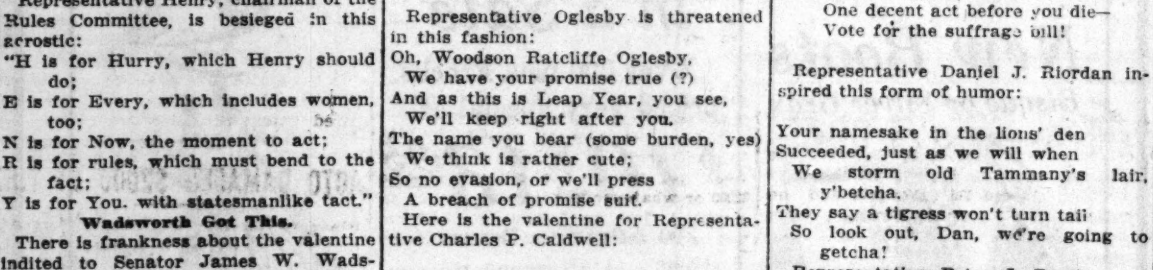 Representative Henry, chairman of the
Rules Committee, is besieged in this
acrostic:
"H is for Hurry, which Henry should
do;
E is for Every, which includes women,
too;
N is for Now, the moment to act;
R is for rules, which must bend to the
fact;
Y is for You, with statesmanlike tact."
Wadsworth Got This.
There is frankness about the valentine
indited to Senator James W. Wads-
Representative Oglesby is threatened
in this fashion:
Oh, Woodson Ratcliffe Oglesby,
We have your promise true (?)
And as this is Leap Year, you see,
We'll keep right after you.
The name you bear (some burden, yes)
We think is rather cute;
So no evasion, or we'll press
A breach of promise suit.
Here is the valentine for Representa-
tive Charles P. Caldwell:
One decent act before you die—
Vote for the suffrage bill!
Representative Daniel J. Riordan in-
spired this form of humor:
Your namesake in the lions' den
Succeeded, just as we will when
We storm old Tammany's lair,
y'betcha.
They say a tigress won't turn tail
So look out, Dan, we're going to
getcha!